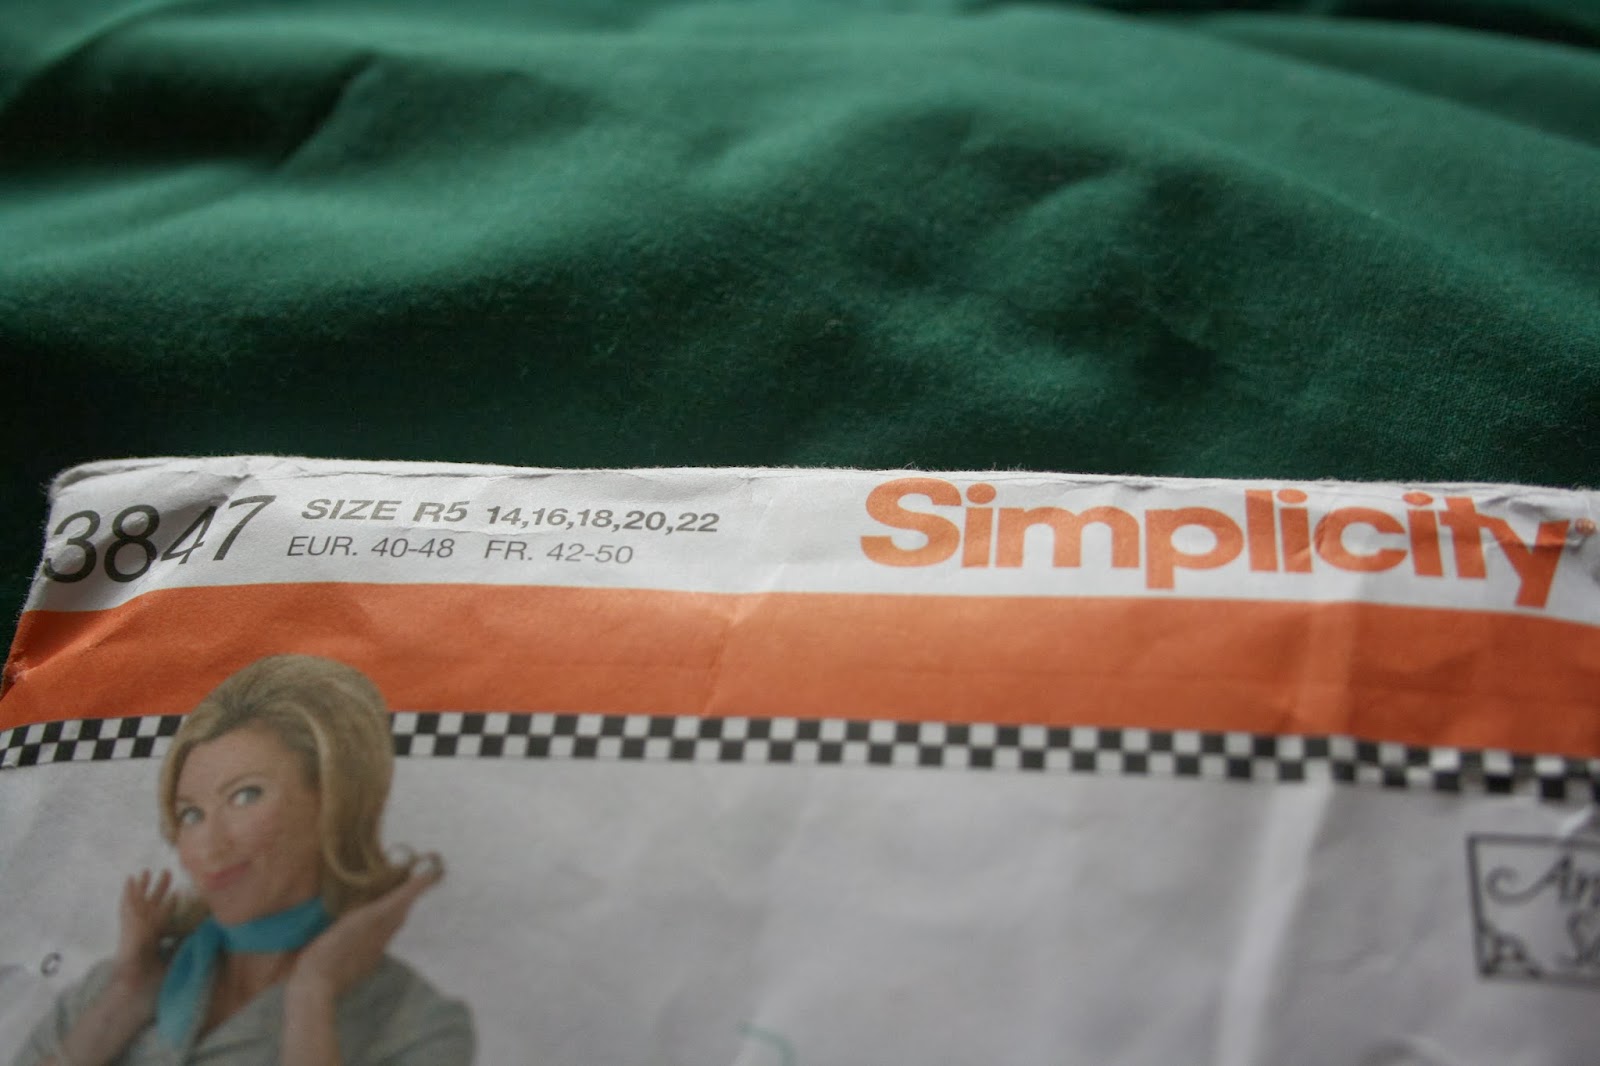 3847 SIZE R5 14,16,18,20,22
EUR. 40-48 FR. 42-50
Simplicity®
C